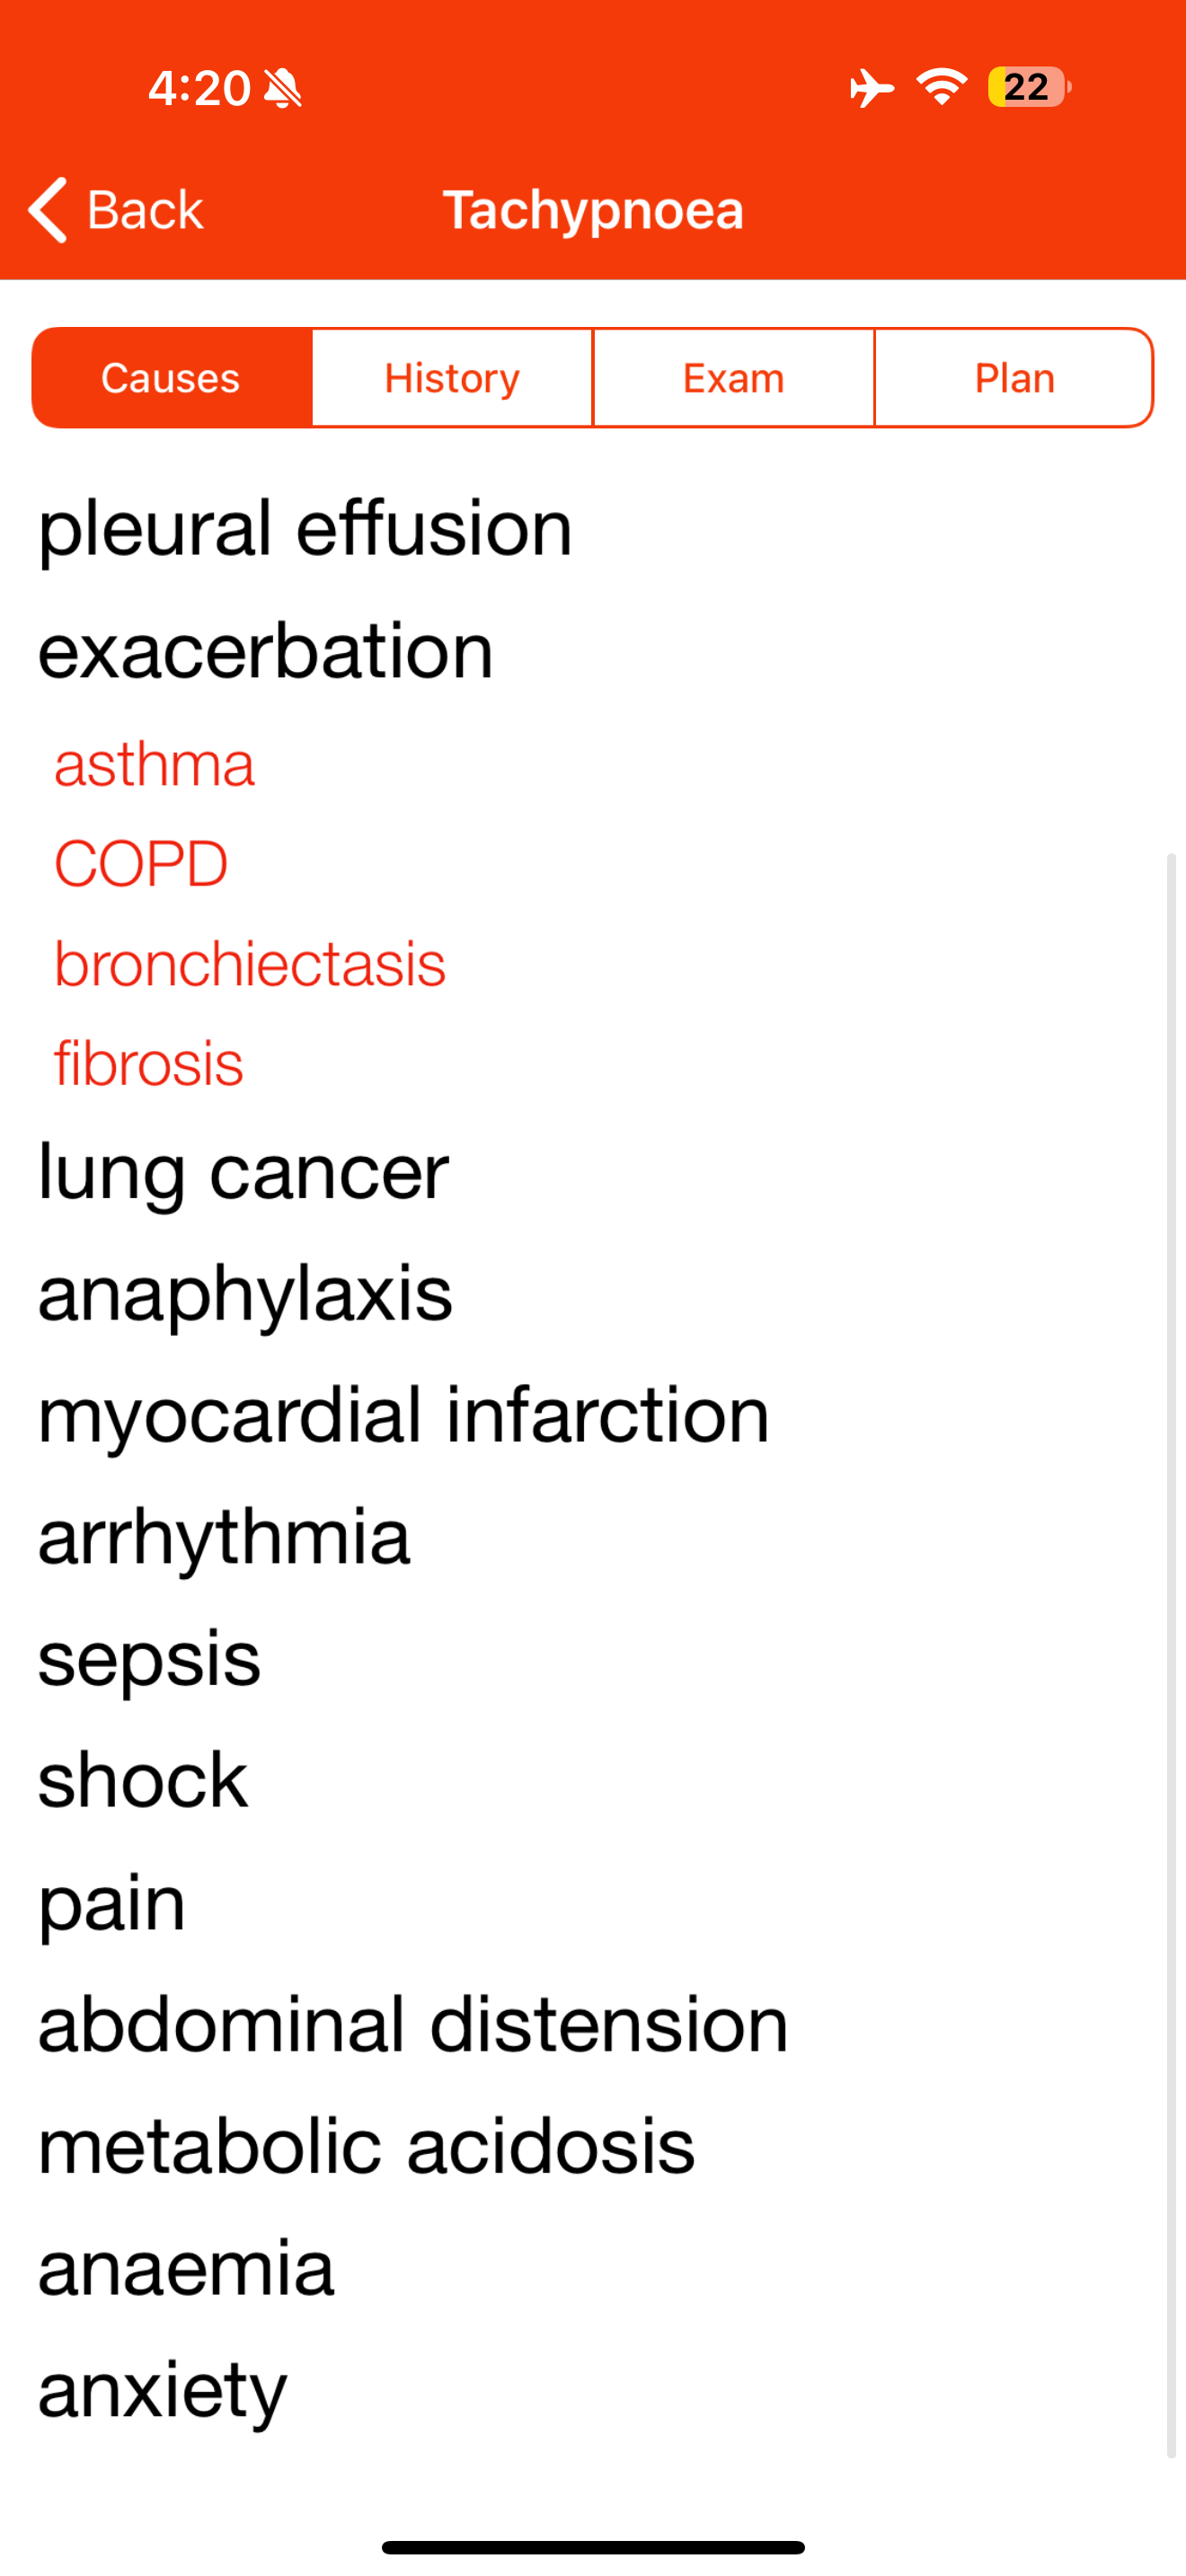 4:20
22
Back
Tachypnoea
Causes
History
Exam
Plan
pleural effusion
exacerbation
asthma
COPD
bronchiectasis
fibrosis
lung cancer
anaphylaxis
myocardial infarction
arrhythmia
sepsis
shock
pain
abdominal distension
metabolic acidosis
anaemia
anxiety